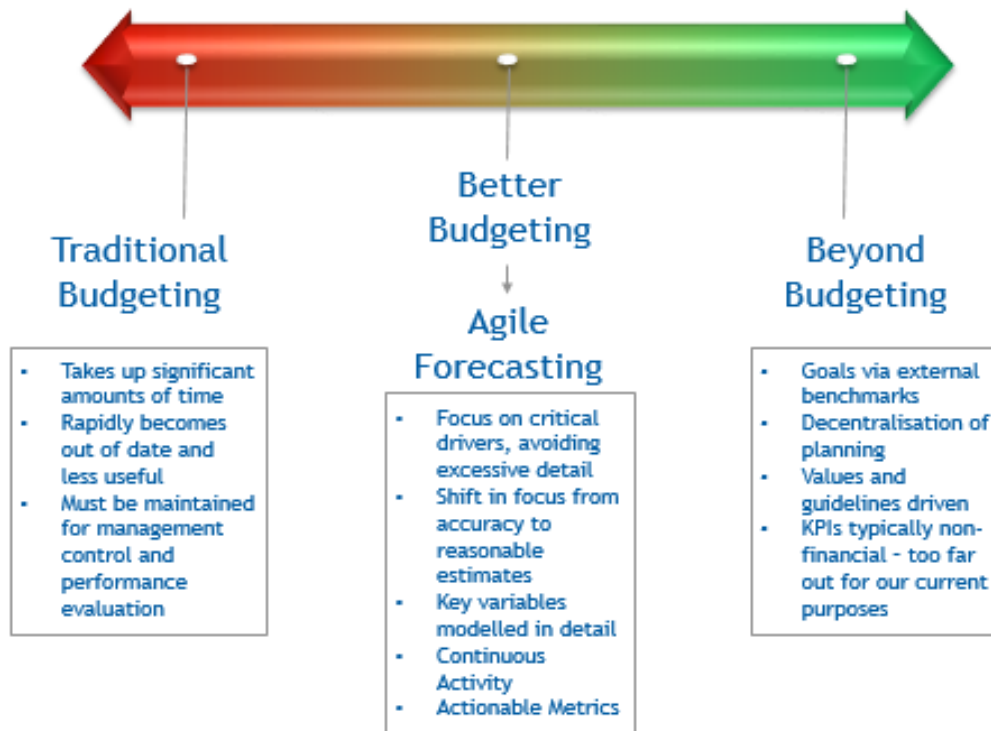 Traditional
Budgeting
• Takes up significant
amounts of time
• Rapidly becomes
out of date and
less useful
• Must be maintained
for management
control and
performance
evaluation
Better
Budgeting
Agile
Forecasting
• Focus on critical
drivers, avoiding
excessive detail
• Shift in focus from
accuracy to
reasonable
estimates
• Key variables
modelled in detail
• Continuous
Activity
• Actionable Metrics
Beyond
Budgeting
• Goals via external
benchmarks
• Decentralisation of
planning
• Values and
guidelines driven
• KPIs typically non-
financial - too far
out for our current
purposes